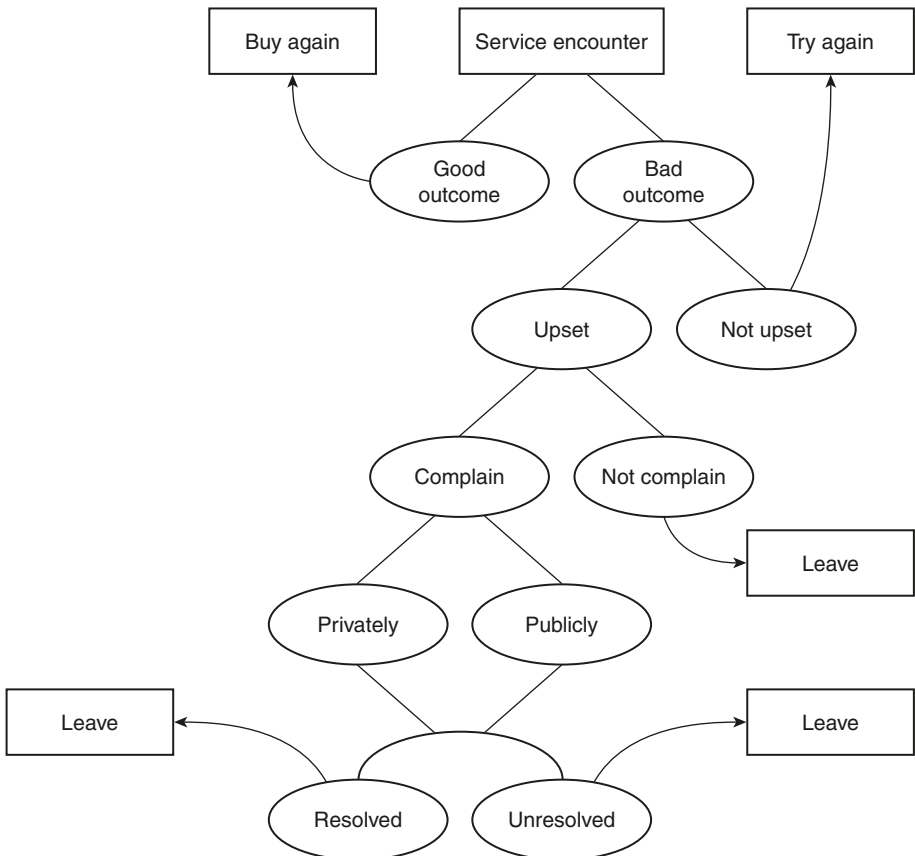 Buy again
Service encounter
Try again
Good
outcome
Bad
outcome
Upset
Not upset
Complain
Not complain
Leave
Privately
Publicly
Leave
Leave
Resolved
Unresolved